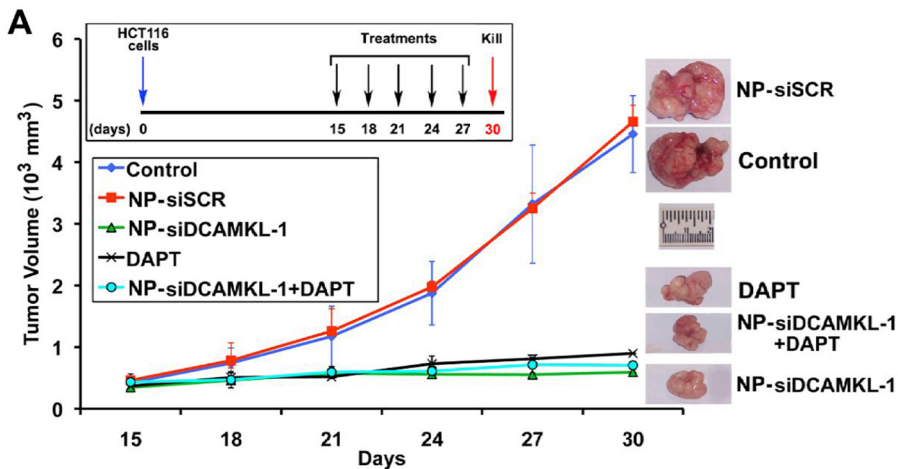 A
HCT116
cells
Treatments
Kill
(days) 0 15 18 21 24 27 30
Tumor Volume (10³ mm³)
6
5
4
3
2
1
0
Control
NP-siSCR
NP-siDCAMKL-1
DAPT
NP-siDCAMKL-1+DAPT
15 18 21 24 27 30
Days
NP-siSCR
Control
DAPT
NP-siDCAMKL-1
+DAPT
NP-siDCAMKL-1